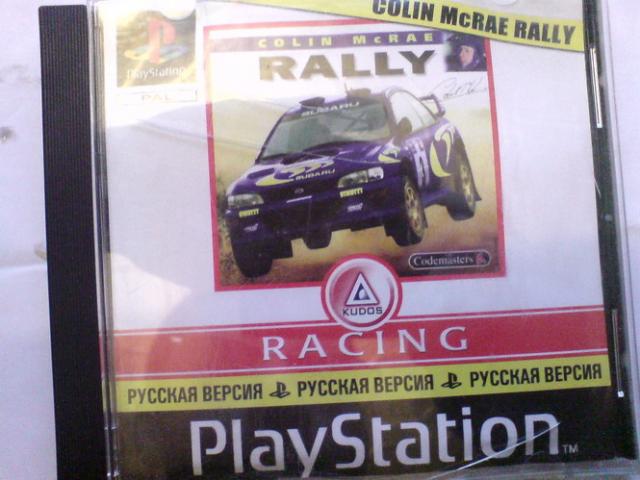 COLIN McRAE RALLY
PlayStation
PAL
COLIN McRAE
RALLY
SUBARU
SUBARU
Codemasters
KUDOS
RACING
РУССКАЯ ВЕРСИЯ РУССКАЯ ВЕРСИЯ РУССКАЯ ВЕРСИЯ
PlayStation TM